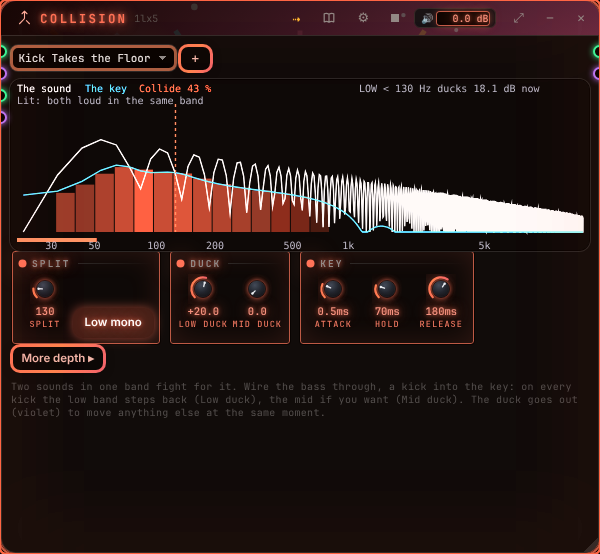 COLLISION 1lx5 0.0 dB
Kick Takes the Floor +
The sound The key Collide 43 % LOW < 130 Hz ducks 18.1 dB now
Lit: both loud in the same band
30 50 100 200 500 1k 5k
SPLIT DUCK KEY
130 Low mono +20.0 0.0 0.5ms 70ms 180ms
SPLIT LOW DUCK MID DUCK ATTACK HOLD RELEASE
More depth ▸
Two sounds in one band fight for it. Wire the bass through, a kick into the key: on every
kick the low band steps back (Low duck), the mid if you want (Mid duck). The duck goes out
(violet) to move anything else at the same moment.